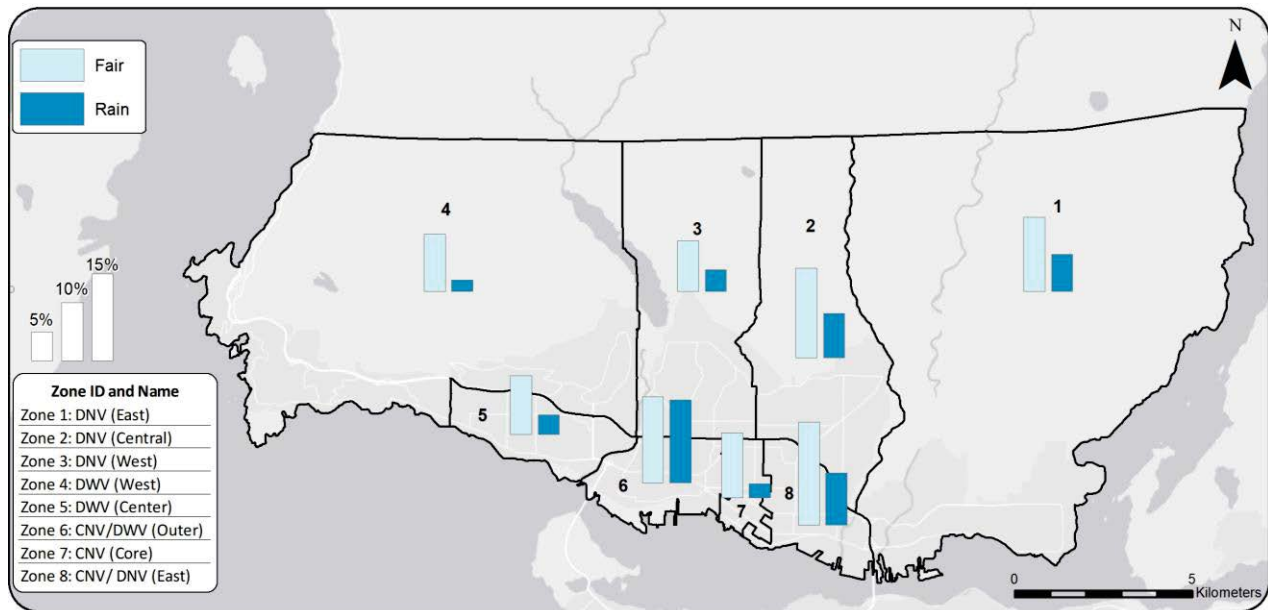 Fair
Rain
N
4
3
2
1
15%
10%
5%
5
6
7
8
Zone ID and Name
Zone 1: DNV (East)
Zone 2: DNV (Central)
Zone 3: DNV (West)
Zone 4: DWV (West)
Zone 5: DWV (Center)
Zone 6: CNV/DWV (Outer)
Zone 7: CNV (Core)
Zone 8: CNV/ DNV (East)
0 5
Kilometers